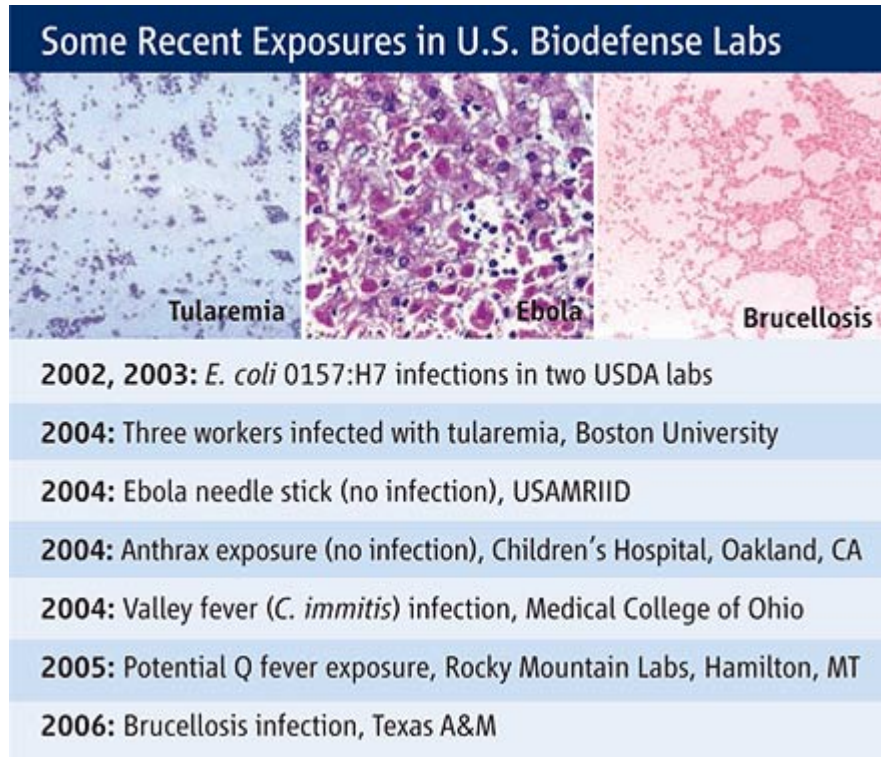 Some Recent Exposures in U.S. Biodefense Labs
Tularemia
Ebola
Brucellosis
2002, 2003: E. coli 0157:H7 infections in two USDA labs
2004: Three workers infected with tularemia, Boston University
2004: Ebola needle stick (no infection), USAMRIID
2004: Anthrax exposure (no infection), Children´s Hospital, Oakland, CA
2004: Valley fever (C. immitis) infection, Medical College of Ohio
2005: Potential Q fever exposure, Rocky Mountain Labs, Hamilton, MT
2006: Brucellosis infection, Texas A&M